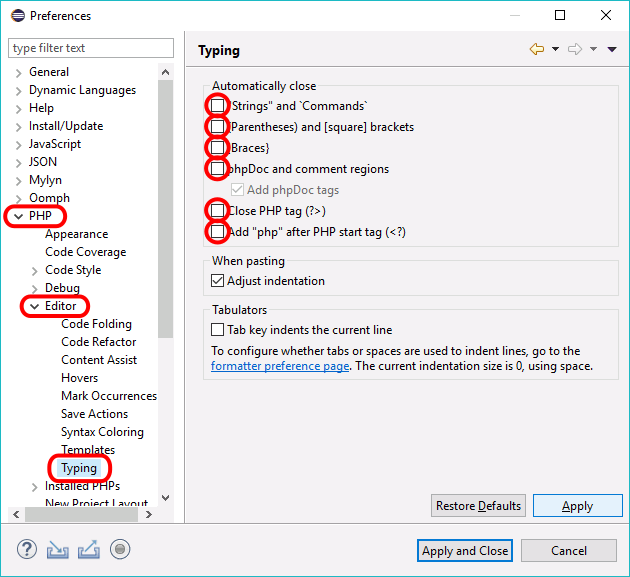 Preferences
type filter text
General
Dynamic Languages
Help
Install/Update
JavaScript
JSON
Mylyn
Oomph
PHP
Appearance
Code Coverage
Code Style
Debug
Editor
Code Folding
Code Refactor
Content Assist
Hovers
Mark Occurrences
Save Actions
Syntax Coloring
Templates
Typing
Installed PHPs
New Project Layout
Typing
Automatically close
"Strings" and `Commands`
(Parentheses) and [square] brackets
{Braces}
phpDoc and comment regions
Add phpDoc tags
Close PHP tag (?>)
Add "php" after PHP start tag (<?)
When pasting
Adjust indentation
Tabulators
Tab key indents the current line
To configure whether tabs or spaces are used to indent lines, go to the
formatter preference page. The current indentation size is 0, using space.
Restore Defaults
Apply
?
Apply and Close
Cancel